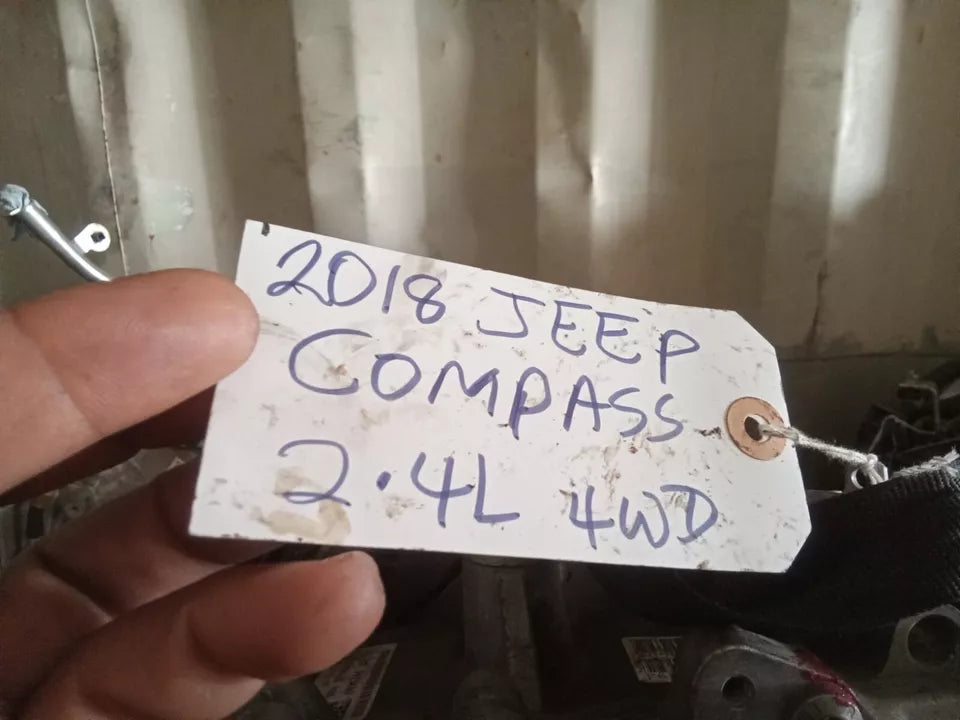 2018 JEEP
COMPASS
2.4L 4WD